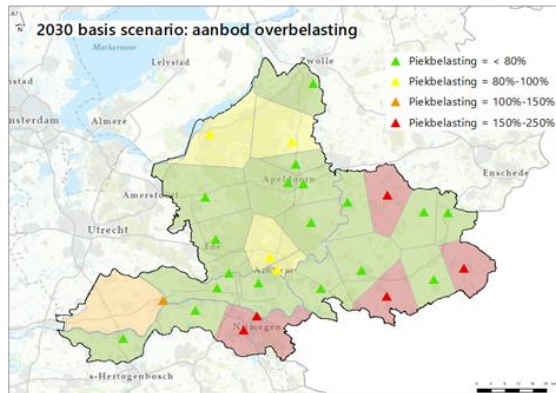 2030 basis scenario: aanbod overbelasting
Markermeer
Lelystad
Zwolle
Piekbelasting = < 80%
Piekbelasting = 80%-100%
Piekbelasting = 100%-150%
Piekbelasting = 150%-250%
Almere
Apeldoorn
Enschede
Amersfoort
Utrecht
Ede
Arnhem
Nijmegen
's-Hertogenbosch